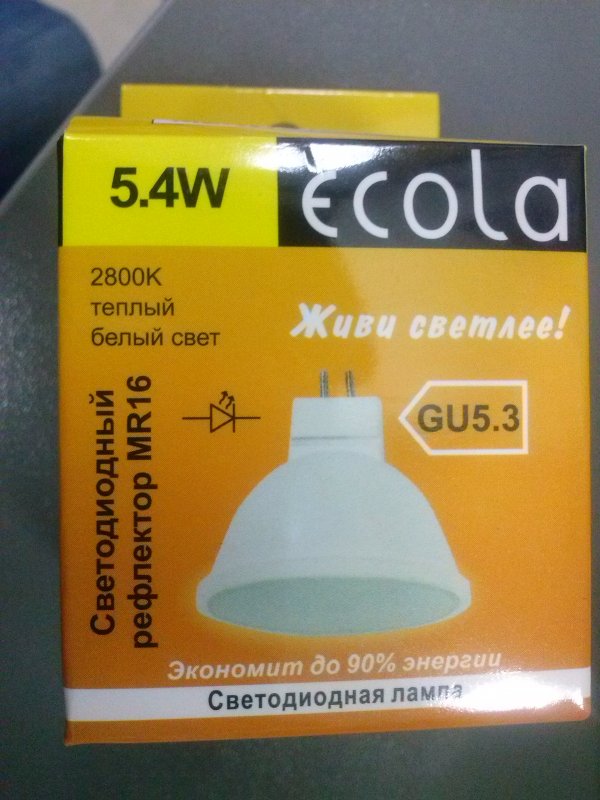 5.4W
Ècola
2800K
теплый
белый свет
Живи светлее!
Светодиодный
рефлектор MR16
GU5.3
Экономит до 90% энергии
Светодиодная лампа